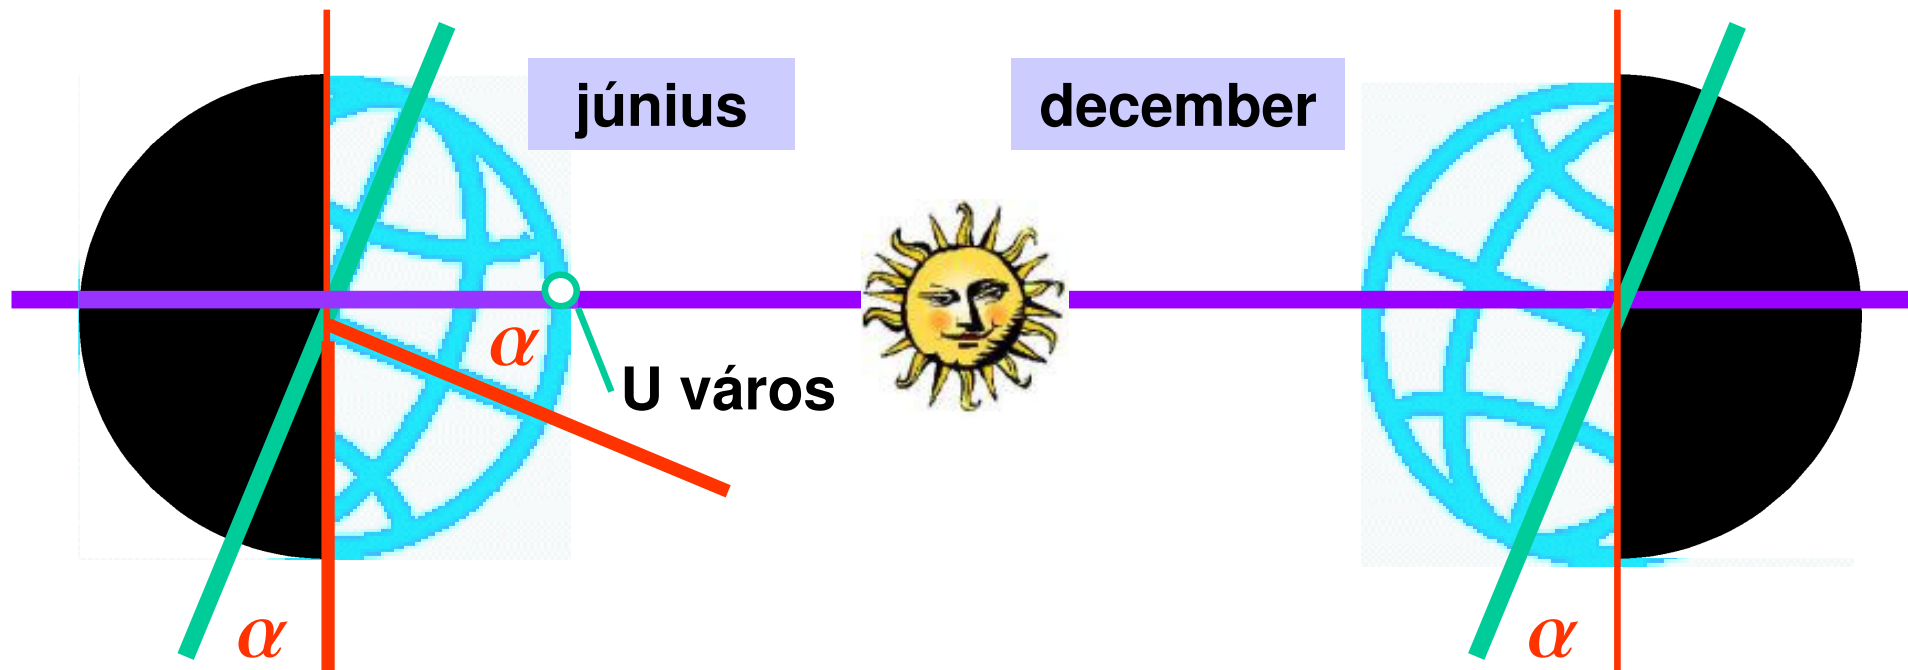 június
december
α
U város
α
α